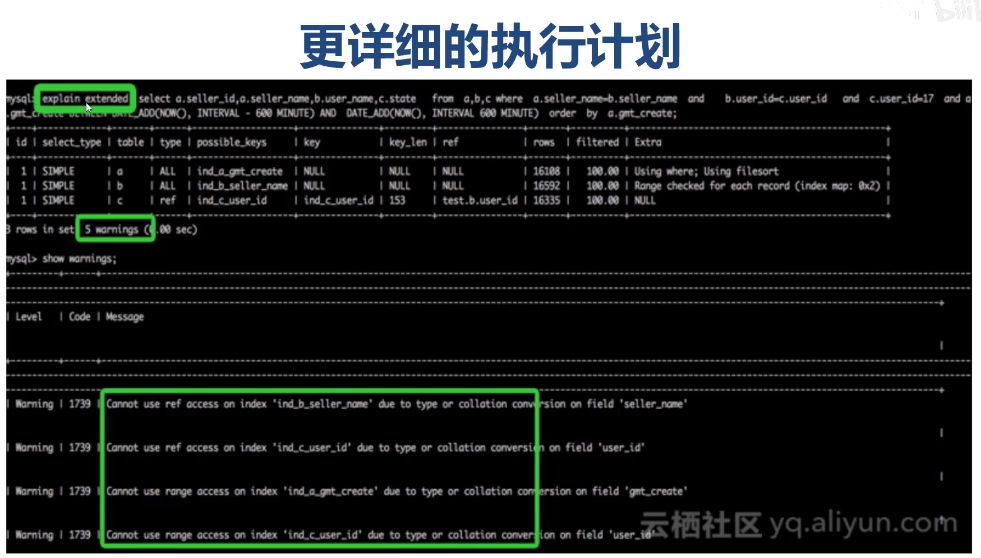 更详细的执行计划
mysql> explain extended select a.seller_id,a.seller_name,b.user_name,c.state from a,b,c where a.seller_name=b.seller_name and b.user_id=c.user_id and c.user_id=17 and a
.gmt_create BETWEEN DATE_ADD(NOW(), INTERVAL - 600 MINUTE) AND DATE_ADD(NOW(), INTERVAL 600 MINUTE) order by a.gmt_create;
| id | select_type | table | type | possible_keys | key | key_len | ref | rows | filtered | Extra |
| 1 | SIMPLE | a | ALL | ind_a_gmt_create | NULL | NULL | NULL | 16108 | 100.00 | Using where; Using filesort |
| 1 | SIMPLE | b | ALL | ind_b_seller_name | NULL | NULL | NULL | 16592 | 100.00 | Range checked for each record (index map: 0x2) |
| 1 | SIMPLE | c | ref | ind_c_user_id | ind_c_user_id | 153 | test.b.user_id | 16335 | 100.00 | NULL |
3 rows in set, 5 warnings (0.00 sec)
mysql> show warnings;
| Level | Code | Message
|
| Warning | 1739 | Cannot use ref access on index 'ind_b_seller_name' due to type or collation conversion on field 'seller_name'
|
| Warning | 1739 | Cannot use ref access on index 'ind_c_user_id' due to type or collation conversion on field 'user_id'
|
| Warning | 1739 | Cannot use range access on index 'ind_a_gmt_create' due to type or collation conversion on field 'gmt_create'
|
| Warning | 1739 | Cannot use range access on index 'ind_c_user_id' due to type or collation conversion on field 'user_id'
云栖社区 yq.aliyun.com